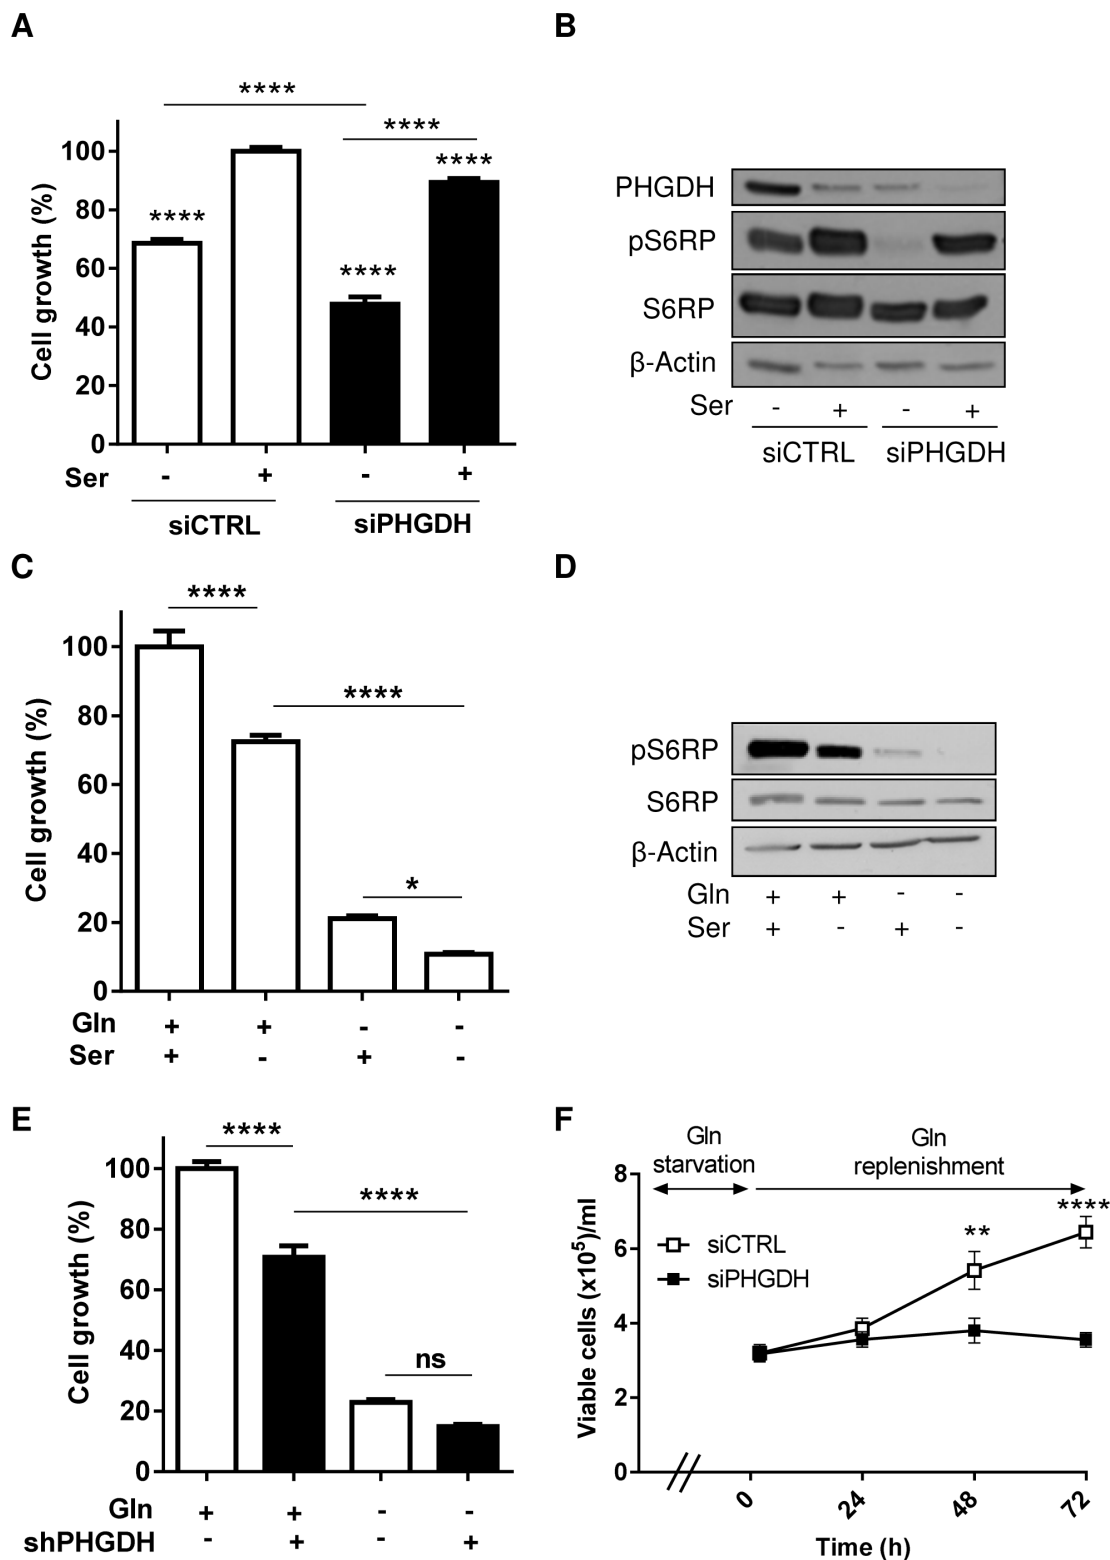 A
****
****
****
****
****
Cell growth (%)
100
80
60
40
20
0
Ser - + - +
siCTRL siPHGDH
B
PHGDH
pS6RP
S6RP
β-Actin
Ser - + - +
siCTRL siPHGDH
C
****
****
*
Cell growth (%)
100
80
60
40
20
0
Gln + + - -
Ser + - + -
D
pS6RP
S6RP
β-Actin
Gln + + - -
Ser + - + -
E
****
****
ns
Cell growth (%)
100
80
60
40
20
0
Gln + + - -
shPHGDH - + - +
F
Gln
starvation
Gln
replenishment
****
**
siCTRL
siPHGDH
Viable cells (x10⁵)/ml
8
6
4
2
0
0 24 48 72
Time (h)